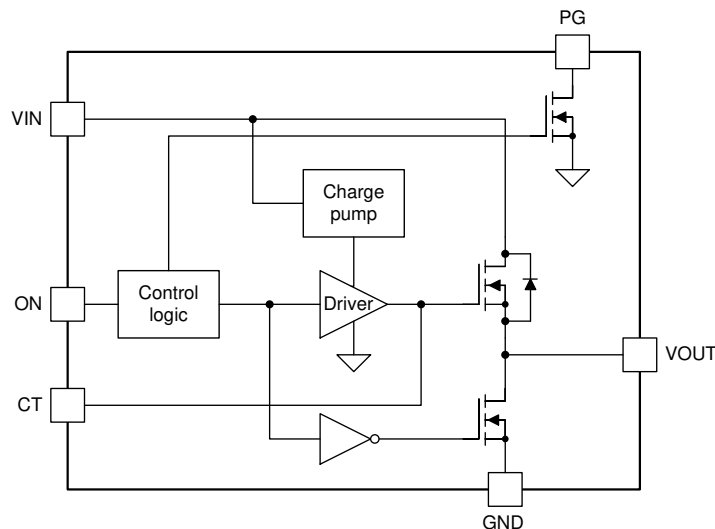 PG
VIN
Charge
pump
ON
Control
logic
Driver
VOUT
CT
GND